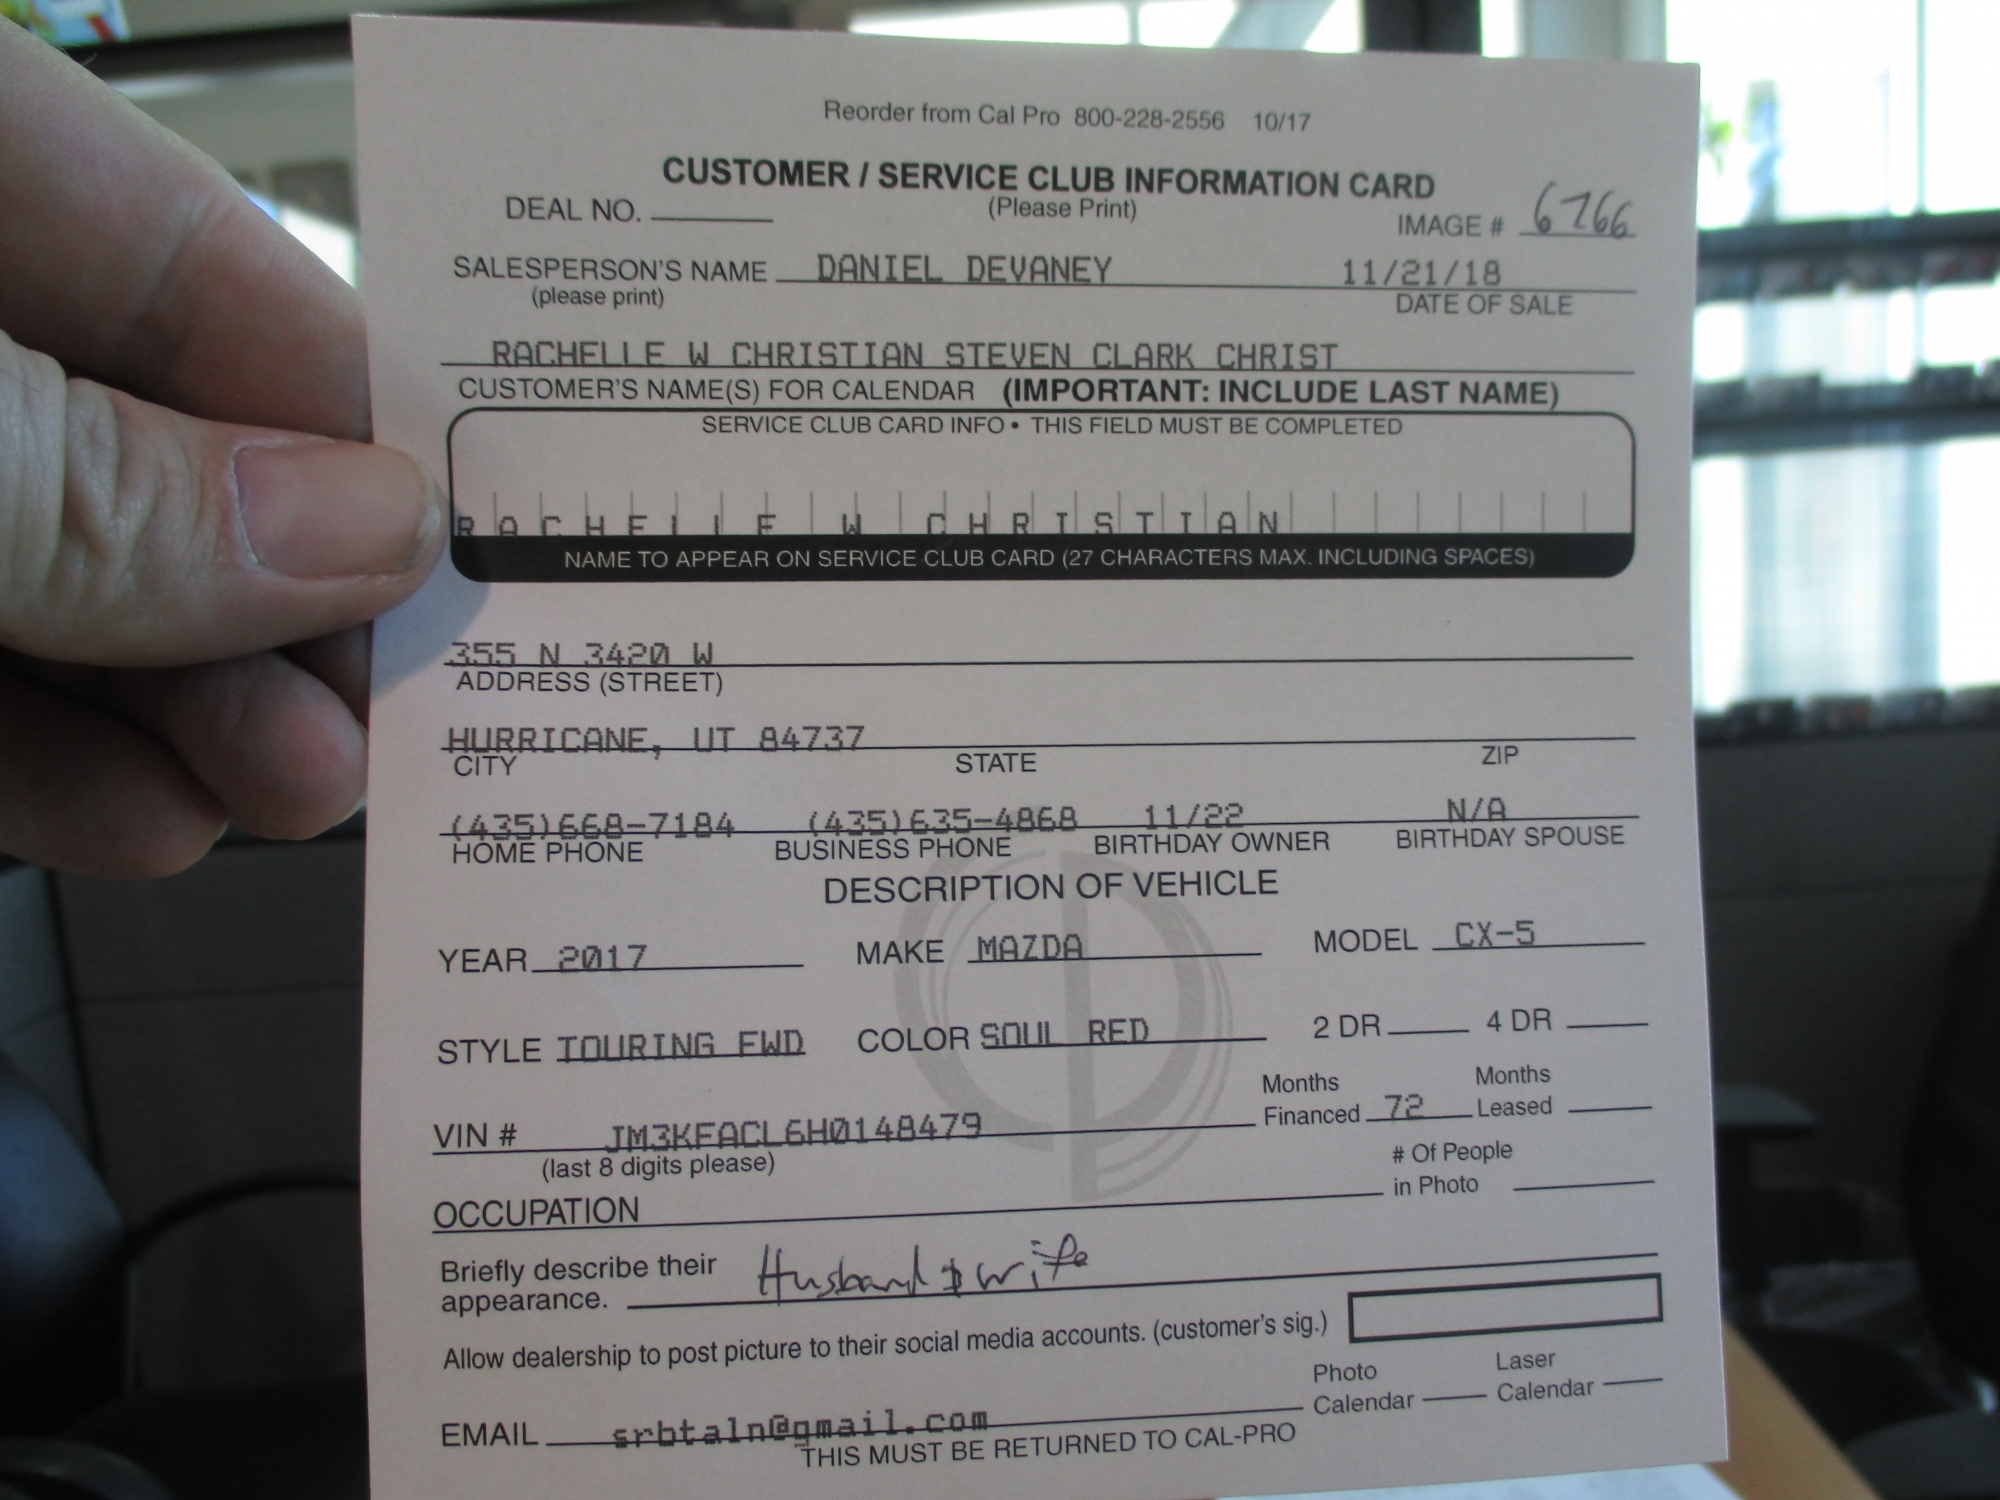 Reorder from Cal Pro 800-228-2556 10/17
CUSTOMER / SERVICE CLUB INFORMATION CARD
DEAL NO. (Please Print) IMAGE # 6766
SALESPERSON'S NAME DANIEL DEVANEY 11/21/18
(please print) DATE OF SALE
RACHELLE W CHRISTIAN STEVEN CLARK CHRIST
CUSTOMER'S NAME(S) FOR CALENDAR (IMPORTANT: INCLUDE LAST NAME)
SERVICE CLUB CARD INFO • THIS FIELD MUST BE COMPLETED
RACHELLE W CHRISTIAN
NAME TO APPEAR ON SERVICE CLUB CARD (27 CHARACTERS MAX. INCLUDING SPACES)
355 N 3420 W
ADDRESS (STREET)
HURRICANE, UT 84737
CITY STATE ZIP
(435)668-7184 (435)635-4868 11/22 N/A
HOME PHONE BUSINESS PHONE BIRTHDAY OWNER BIRTHDAY SPOUSE
DESCRIPTION OF VEHICLE
YEAR 2017 MAKE MAZDA MODEL CX-5
STYLE TOURING FWD COLOR SOUL RED 2 DR 4 DR
Months Months
VIN # JM3KFACL6H0148479 Financed 72 Leased
(last 8 digits please) # Of People
OCCUPATION in Photo
Briefly describe their Husband & wife
appearance.
Allow dealership to post picture to their social media accounts. (customer's sig.)
Photo Laser
Calendar Calendar
EMAIL srbtaln@gmail.com
THIS MUST BE RETURNED TO CAL-PRO